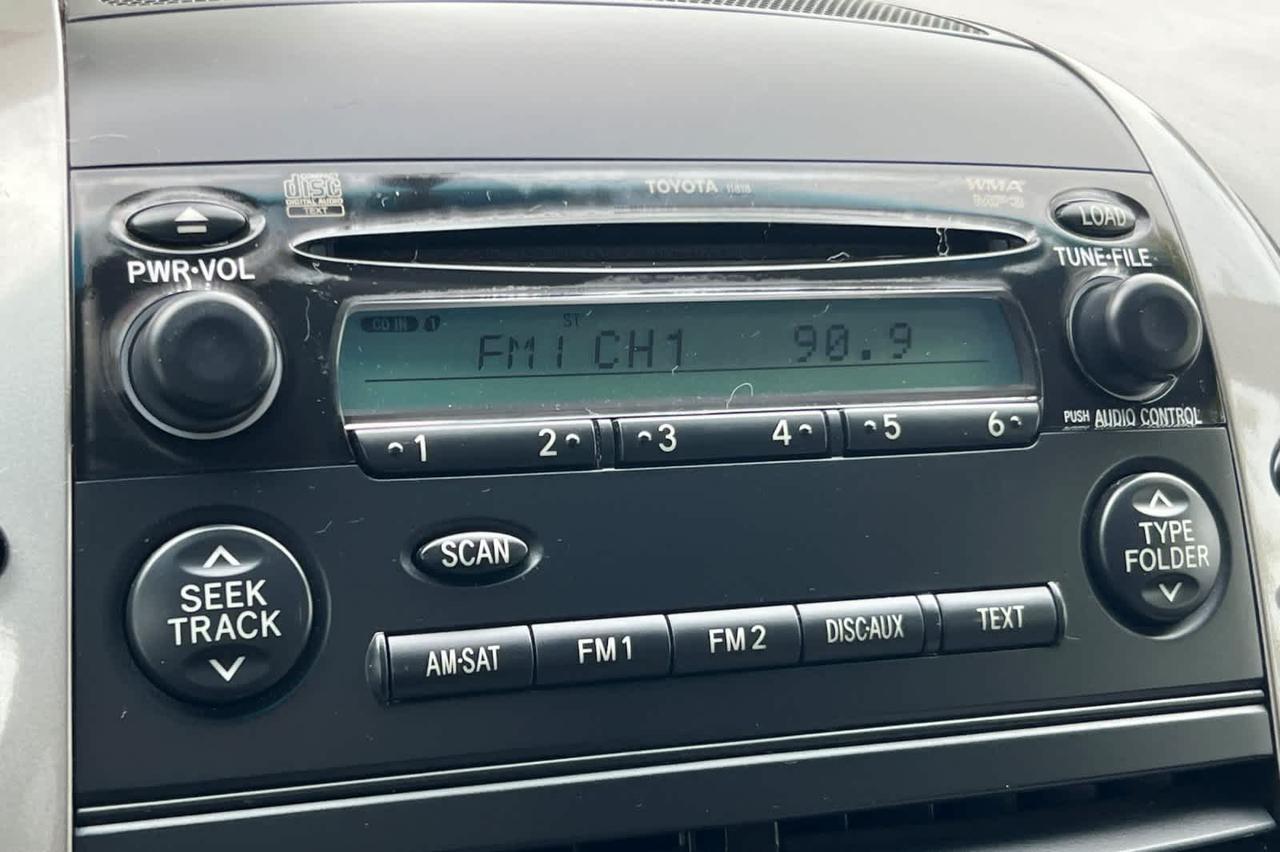 COMPACT
disc
DIGITAL AUDIO
TEXT
TOYOTA
WMA
MP3
LOAD
PWR•VOL
TUNE•FILE
CD IN 1
ST
FM1 CH1 90.9
PUSH AUDIO CONTROL
1 2 3 4 5 6
SCAN
SEEK
TRACK
TYPE
FOLDER
AM•SAT FM1 FM2 DISC•AUX TEXT